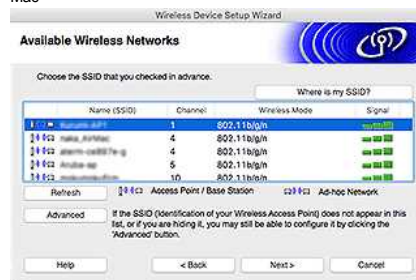 Mac
Wireless Device Setup Wizard
Available Wireless Networks
Choose the SSID that you checked in advance.
Where is my SSID?
Name (SSID) Channel Wireless Mode Signal
1 802.11b/g/n
4 802.11b/g/n
4 802.11b/g/n
5 802.11b/g/n
10 802.11b/g/n
Refresh Access Point / Base Station Ad-hoc Network
Advanced If the SSID (Identification of your Wireless Access Point) does not appear in this
list, or if you are hiding it, you may still be able to configure it by clicking the
'Advanced' button.
Help < Back Next > Cancel